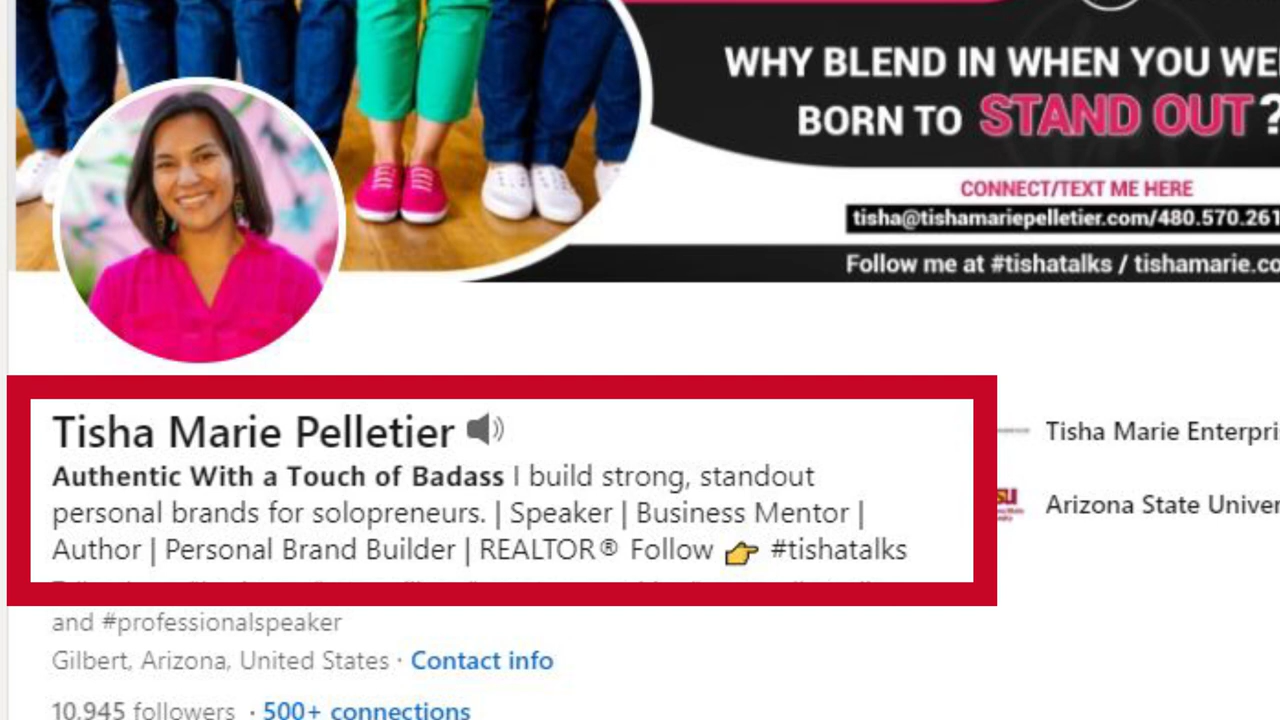 WHY BLEND IN WHEN YOU WE
BORN TO STAND OUT?
CONNECT/TEXT ME HERE
tisha@tishamariepelletier.com/480.570.261
Follow me at #tishatalks / tishamarie.co
Tisha Marie Pelletier
Authentic With a Touch of Badass I build strong, standout
personal brands for solopreneurs. | Speaker | Business Mentor |
Author | Personal Brand Builder | REALTOR® Follow 👉 #tishatalks
and #professionalspeaker
Gilbert, Arizona, United States · Contact info
10,945 followers · 500+ connections
Tisha Marie Enterpri
Arizona State Univer